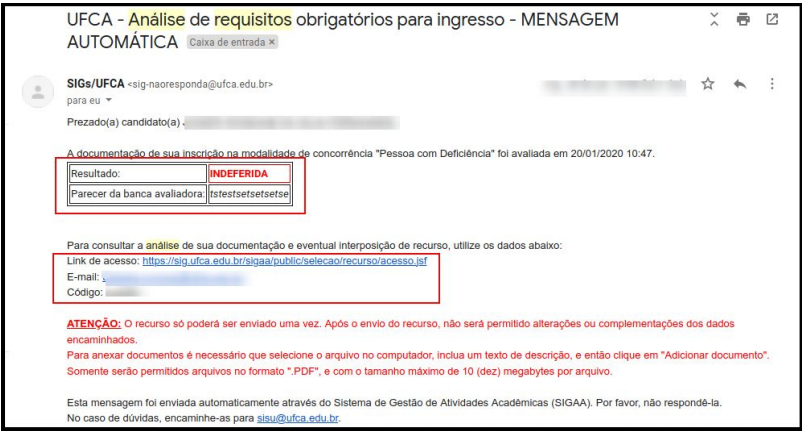 UFCA - Análise de requisitos obrigatórios para ingresso - MENSAGEM
AUTOMÁTICA Caixa de entrada ×
SIGs/UFCA <sig-naoresponda@ufca.edu.br>
para eu
Prezado(a) candidato(a)
A documentação de sua inscrição na modalidade de concorrência "Pessoa com Deficiência" foi avaliada em 20/01/2020 10:47.
Resultado: INDEFERIDA
Parecer da banca avaliadora: tstestsetsetsetse
Para consultar a análise de sua documentação e eventual interposição de recurso, utilize os dados abaixo:
Link de acesso: https://sig.ufca.edu.br/sigaa/public/selecao/recurso/acesso.jsf
E-mail:
Código:
ATENÇÃO: O recurso só poderá ser enviado uma vez. Após o envio do recurso, não será permitido alterações ou complementações dos dados
encaminhados.
Para anexar documentos é necessário que selecione o arquivo no computador, inclua um texto de descrição, e então clique em "Adicionar documento".
Somente serão permitidos arquivos no formato ".PDF", e com o tamanho máximo de 10 (dez) megabytes por arquivo.
Esta mensagem foi enviada automaticamente através do Sistema de Gestão de Atividades Acadêmicas (SIGAA). Por favor, não respondê-la.
No caso de dúvidas, encaminhe-as para sisu@ufca.edu.br.